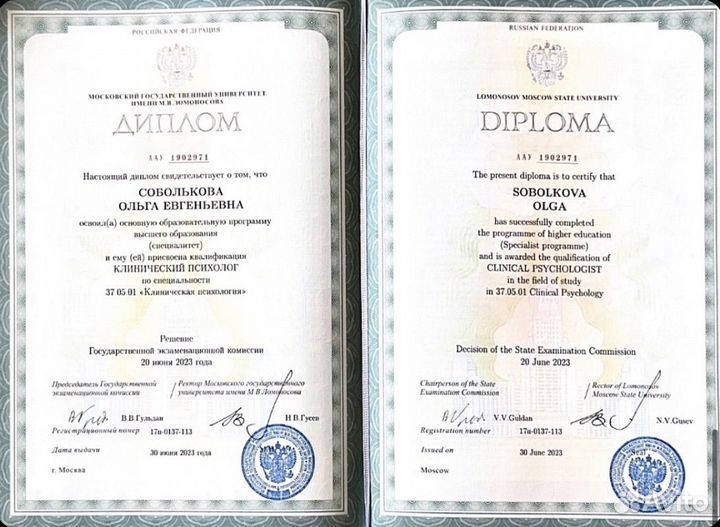 РОССИЙСКАЯ ФЕДЕРАЦИЯ
МОСКОВСКИЙ ГОСУДАРСТВЕННЫЙ УНИВЕРСИТЕТ
ИМЕНИ М.В. ЛОМОНОСОВА
ДИПЛОМ
ААУ 1902971
Настоящий диплом свидетельствует о том, что
СОБОЛЬКОВА
ОЛЬГА ЕВГЕНЬЕВНА
освоил(а) основную образовательную программу
высшего образования
(специалитет)
и ему (ей) присвоена квалификация
КЛИНИЧЕСКИЙ ПСИХОЛОГ
по специальности
37.05.01 «Клиническая психология»
Решение
Государственной экзаменационной комиссии
20 июня 2023 года
Председатель Государственной
экзаменационной комиссии
Ректор Московского государственного
университета имени М.В.Ломоносова
В.В.Гульдан
Н.В.Гусев
Регистрационный номер 17п-0137-113
Дата выдачи 30 июня 2023 года
г. Москва
RUSSIAN FEDERATION
LOMONOSOV MOSCOW STATE UNIVERSITY
DIPLOMA
ААУ 1902971
The present diploma is to certify that
SOBOLKOVA
OLGA
has successfully completed
the programme of higher education
(Specialist programme)
and is awarded the qualification of
CLINICAL PSYCHOLOGIST
in the field of study
in 37.05.01 Clinical Psychology
Decision of the State Examination Commission
20 June 2023
Chairperson of the State
Examination Commission
Rector of Lomonosov
Moscow State University
V.V.Guldan
N.V.Gusev
Registration number 17п-0137-113
Issued on 30 June 2023
Seal
Moscow
Avito